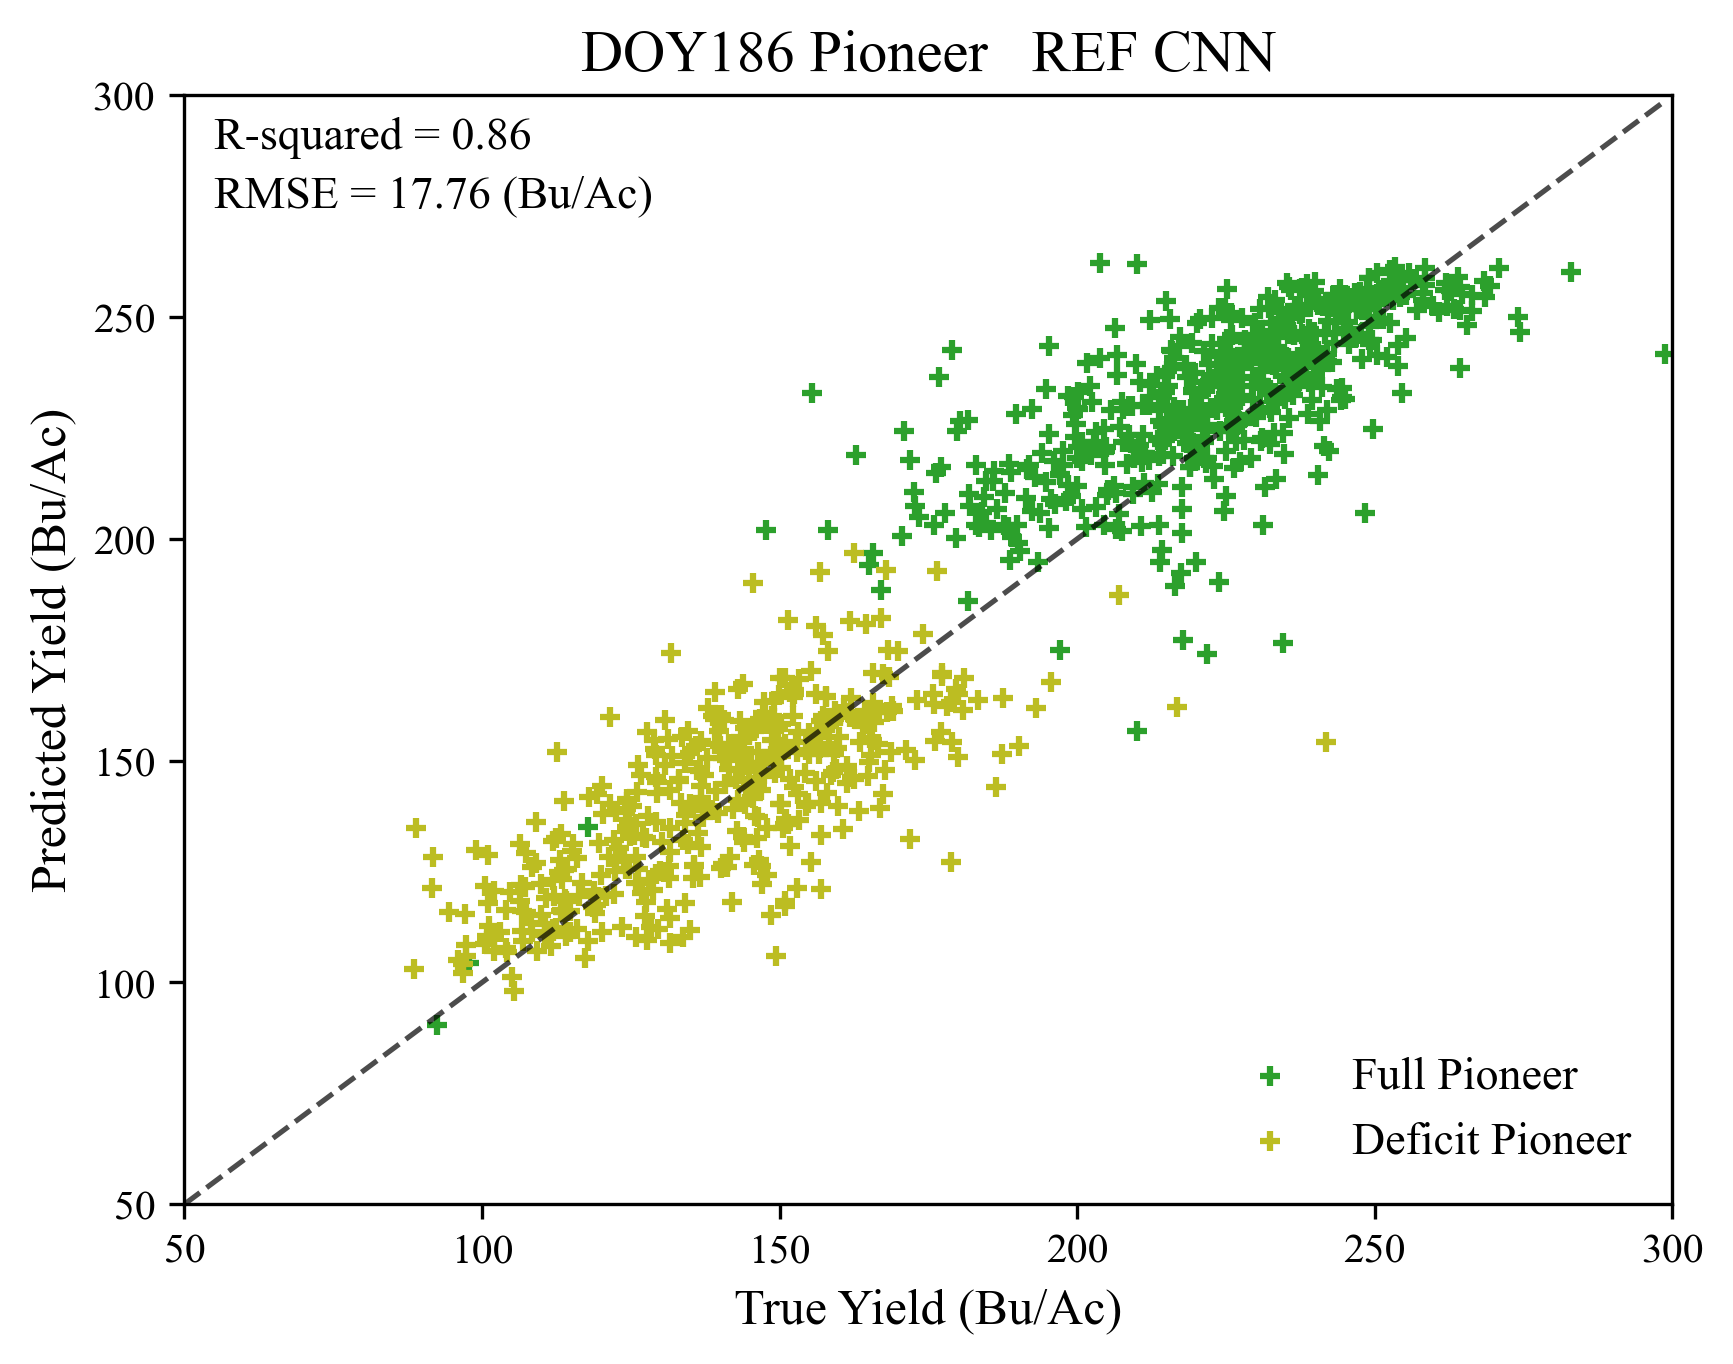 DOY186 Pioneer   REF CNN
R-squared = 0.86
RMSE = 17.76 (Bu/Ac)
Predicted Yield (Bu/Ac)
300
250
200
150
100
50
Full Pioneer
Deficit Pioneer
50 100 150 200 250 300
True Yield (Bu/Ac)